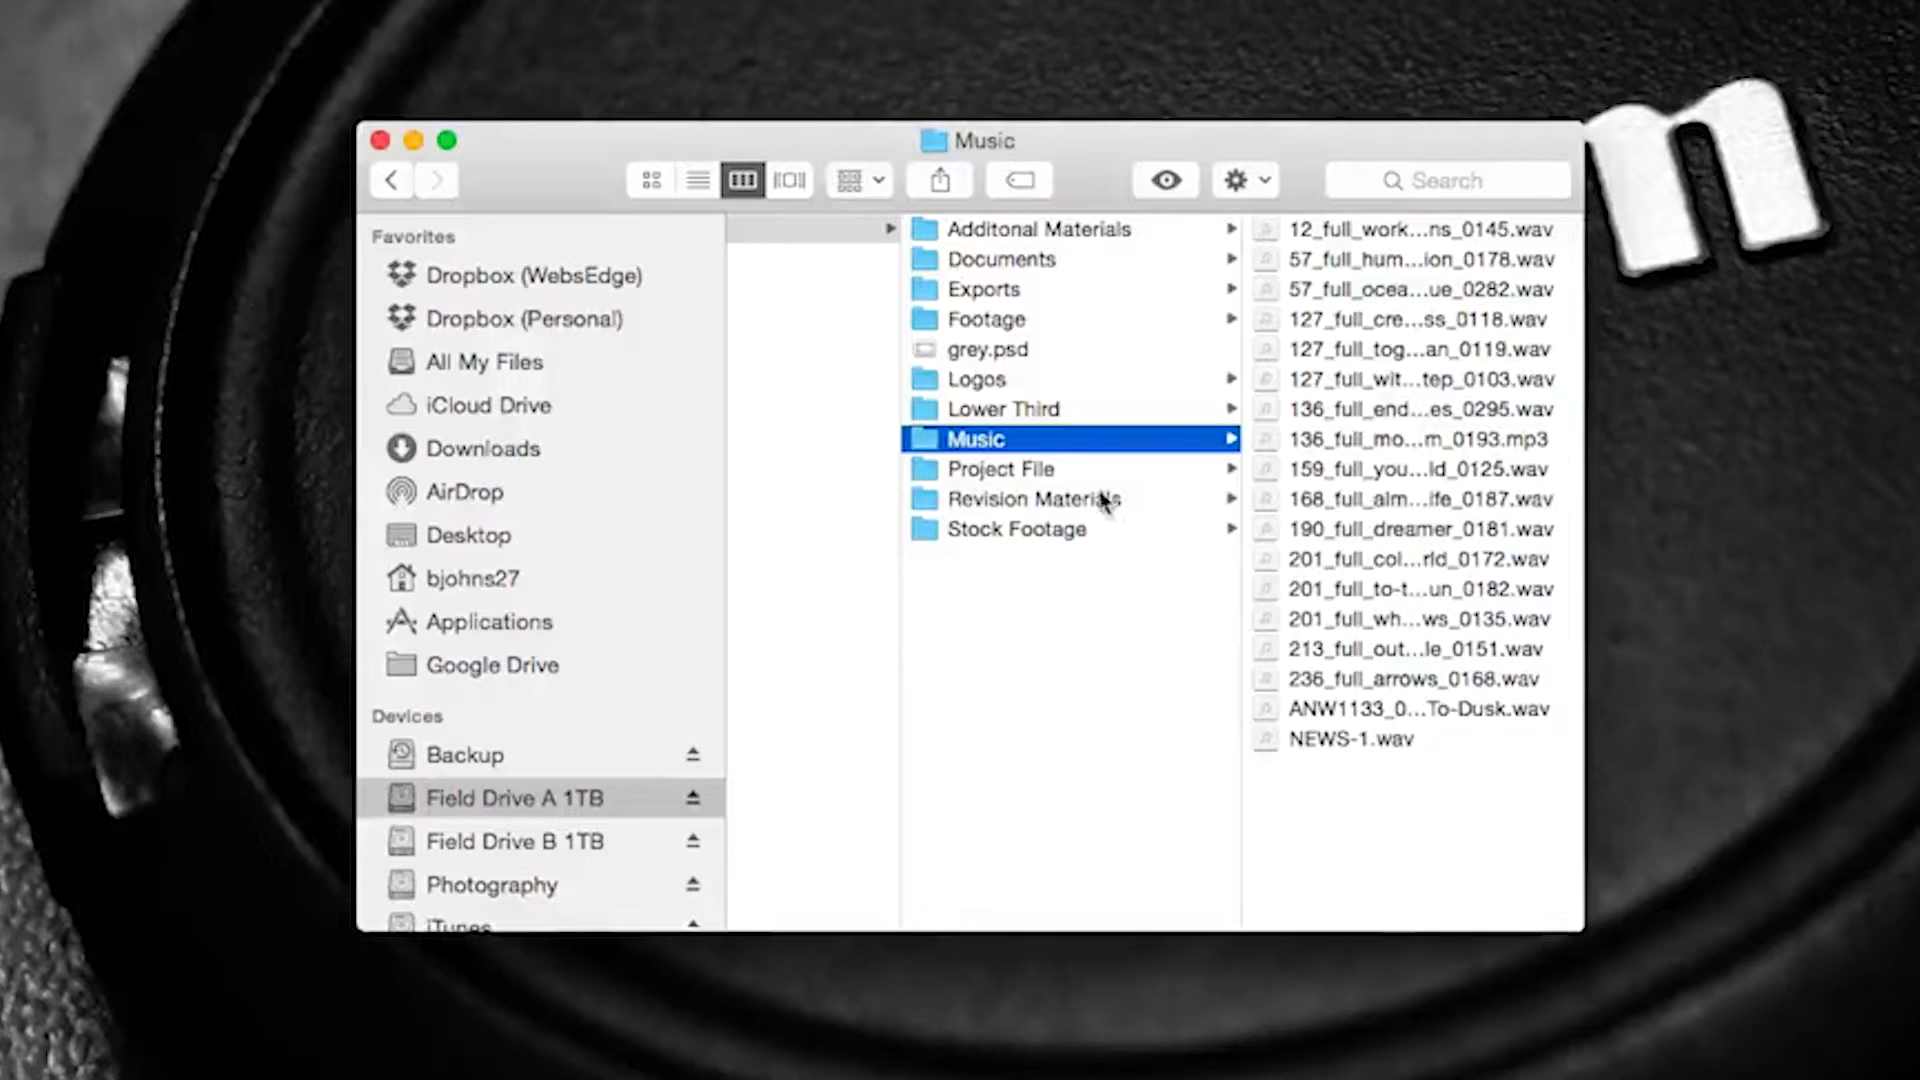 Music
Search
Favorites
Dropbox (WebsEdge)
Dropbox (Personal)
All My Files
iCloud Drive
Downloads
AirDrop
Desktop
bjohns27
Applications
Google Drive
Devices
Backup
Field Drive A 1TB
Field Drive B 1TB
Photography
iTunes
Additonal Materials
Documents
Exports
Footage
grey.psd
Logos
Lower Third
Music
Project File
Revision Materials
Stock Footage
12_full_work...ns_0145.wav
57_full_hum...ion_0178.wav
57_full_ocea...ue_0282.wav
127_full_cre...ss_0118.wav
127_full_tog...an_0119.wav
127_full_wit...tep_0103.wav
136_full_end...es_0295.wav
136_full_mo...m_0193.mp3
159_full_you...ld_0125.wav
168_full_alm...ife_0187.wav
190_full_dreamer_0181.wav
201_full_col...rld_0172.wav
201_full_to-t...un_0182.wav
201_full_wh...ws_0135.wav
213_full_out...le_0151.wav
236_full_arrows_0168.wav
ANW1133_0...To-Dusk.wav
NEWS-1.wav
n